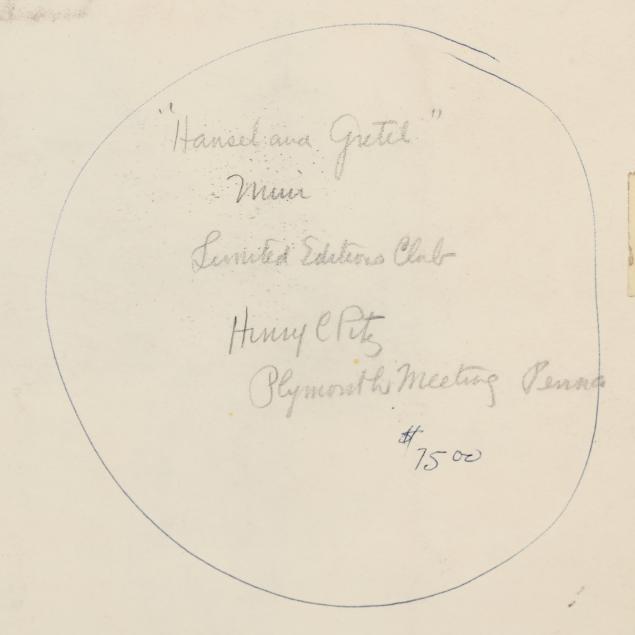 "Hansel and Gretel"
Muir
Limited Editions Club
Henry C Pitz
Plymouth Meeting Penna
$75 00